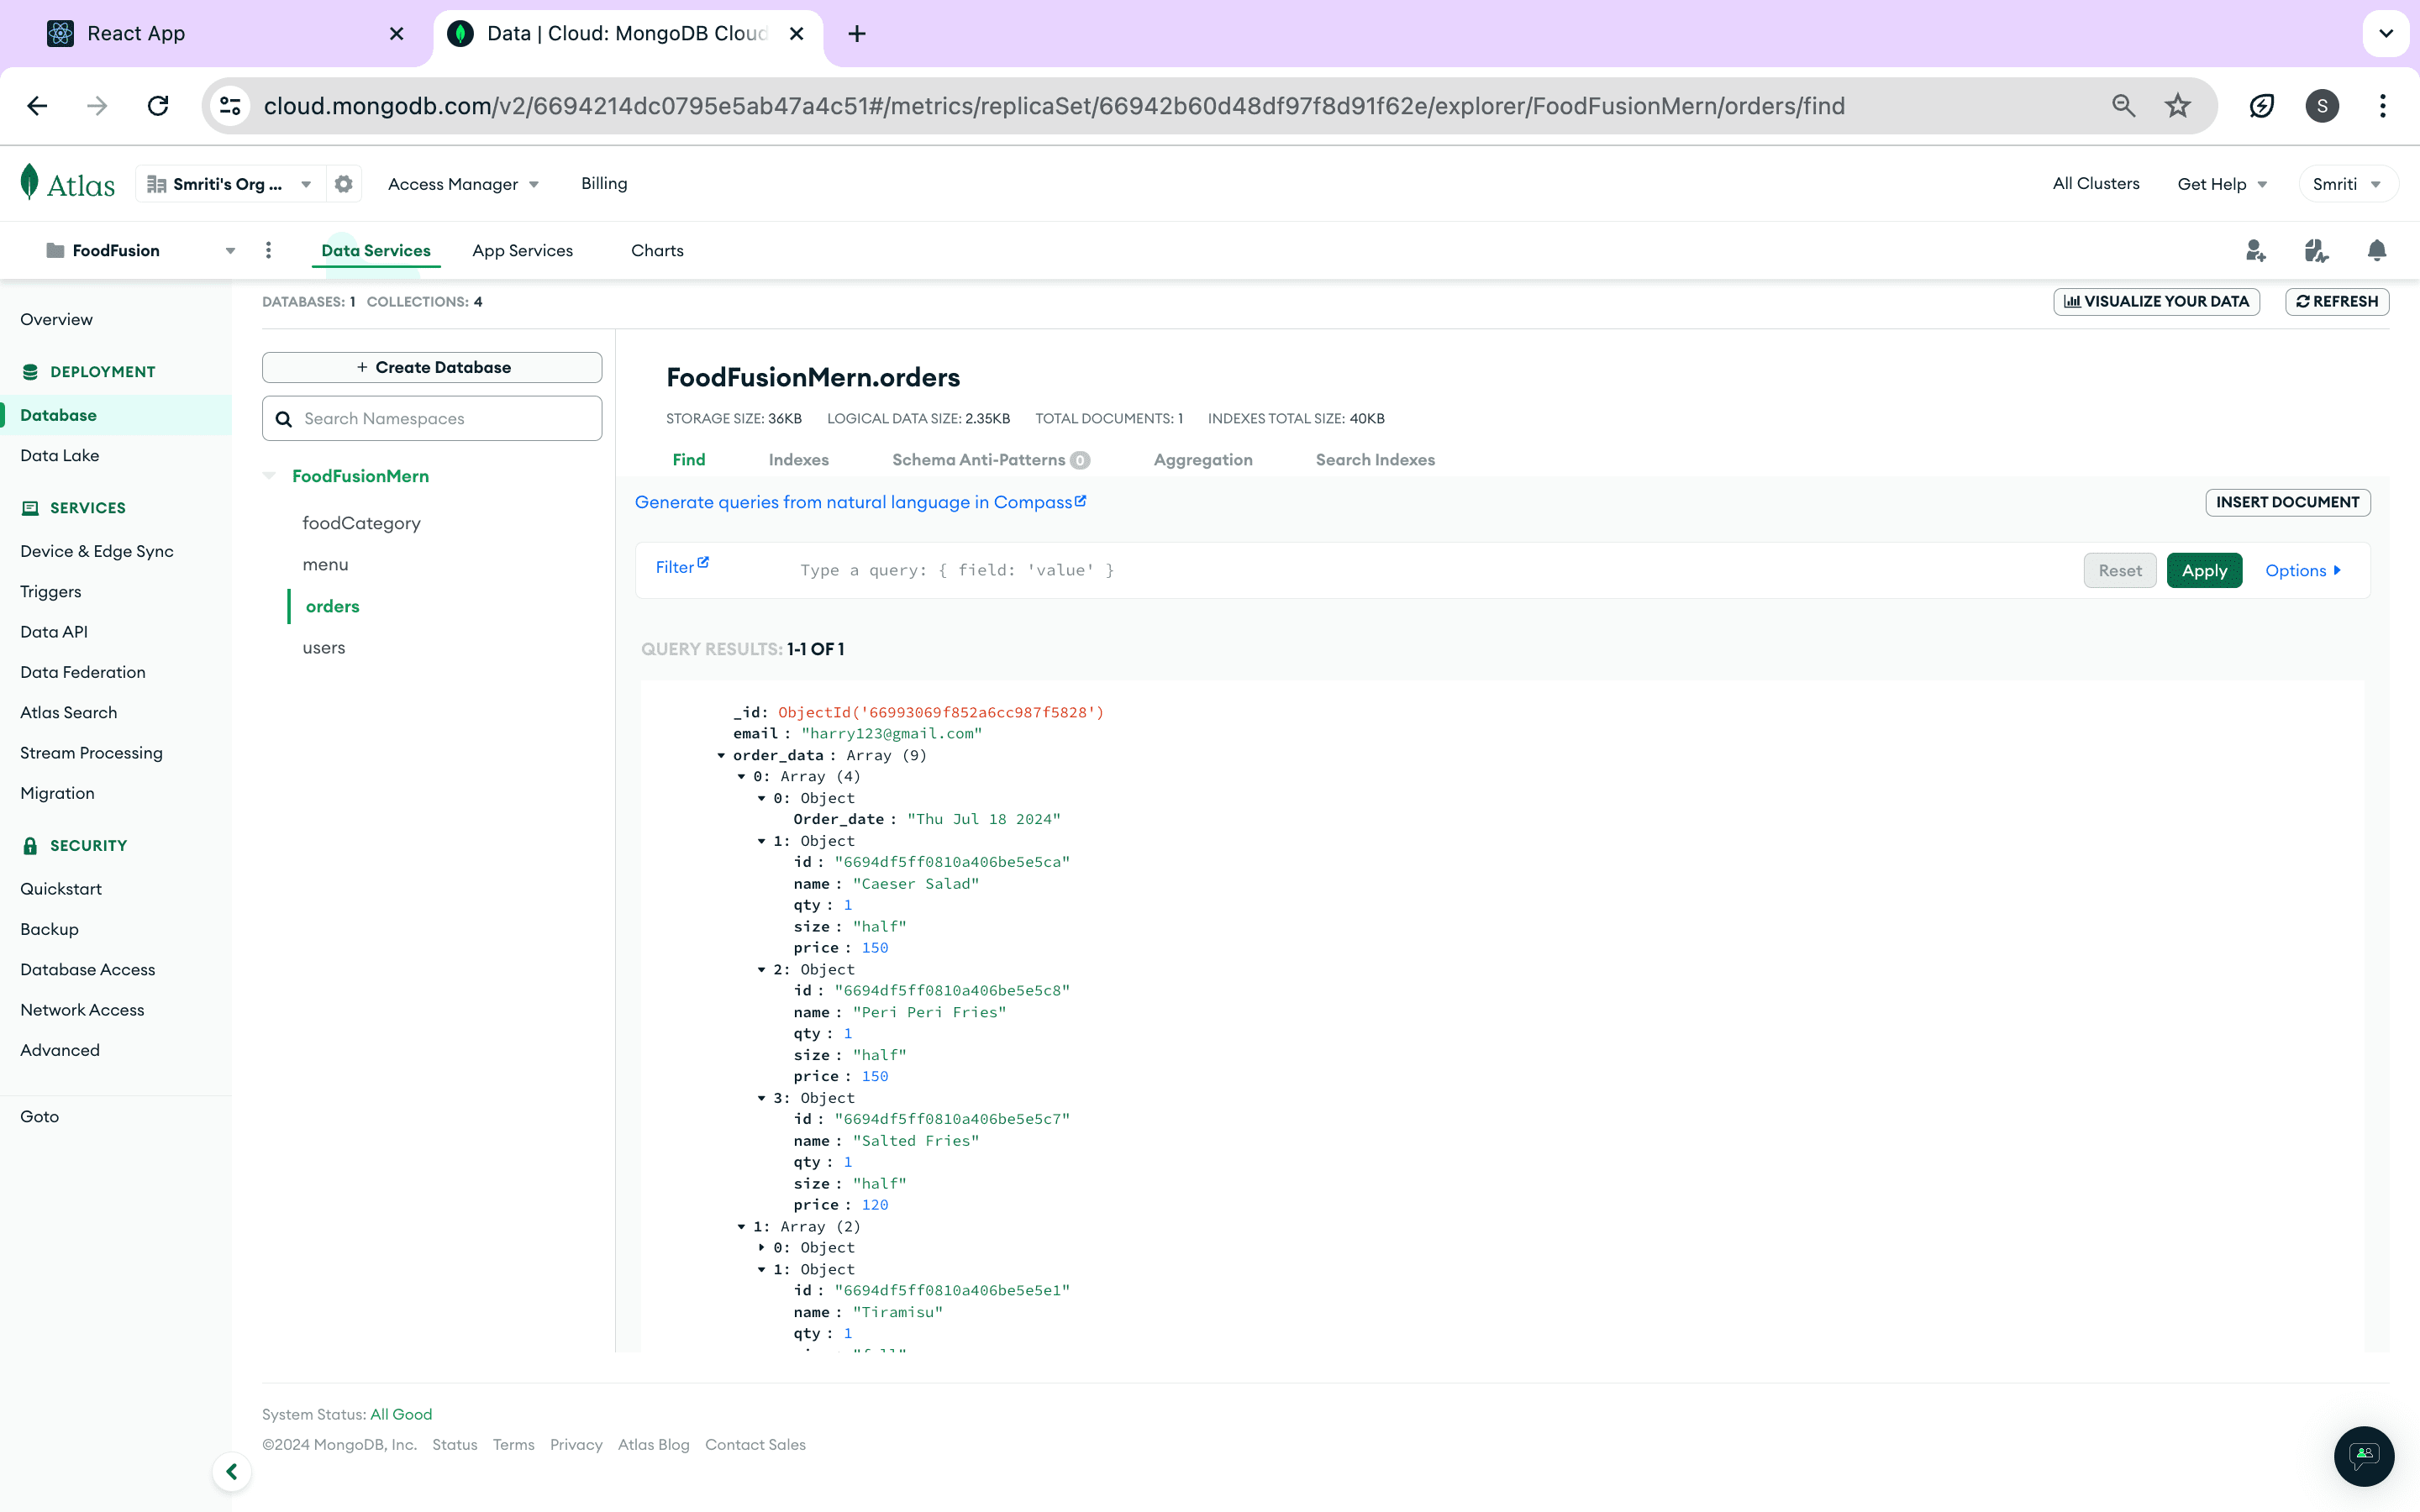 React App
Data | Cloud: MongoDB Cloud
cloud.mongodb.com/v2/6694214dc0795e5ab47a4c51#/metrics/replicaSet/66942b60d48df97f8d91f62e/explorer/FoodFusionMern/orders/find
S
Atlas
Smriti's Org ...
Access Manager
Billing
All Clusters
Get Help
Smriti
FoodFusion
Data Services
App Services
Charts
Overview
DEPLOYMENT
Database
Data Lake
SERVICES
Device & Edge Sync
Triggers
Data API
Data Federation
Atlas Search
Stream Processing
Migration
SECURITY
Quickstart
Backup
Database Access
Network Access
Advanced
Goto
DATABASES: 1 COLLECTIONS: 4
VISUALIZE YOUR DATA
REFRESH
+ Create Database
Search Namespaces
FoodFusionMern
foodCategory
menu
orders
users
FoodFusionMern.orders
STORAGE SIZE: 36KB LOGICAL DATA SIZE: 2.35KB TOTAL DOCUMENTS: 1 INDEXES TOTAL SIZE: 40KB
Find Indexes Schema Anti-Patterns 0 Aggregation Search Indexes
Generate queries from natural language in Compass
INSERT DOCUMENT
Filter
Type a query: { field: 'value' }
Reset
Apply
Options
QUERY RESULTS: 1-1 OF 1
_id: ObjectId('66993069f852a6cc987f5828')
email : "harry123@gmail.com"
order_data : Array (9)
0: Array (4)
0: Object
Order_date : "Thu Jul 18 2024"
1: Object
id : "6694df5ff0810a406be5e5ca"
name : "Caeser Salad"
qty : 1
size : "half"
price : 150
2: Object
id : "6694df5ff0810a406be5e5c8"
name : "Peri Peri Fries"
qty : 1
size : "half"
price : 150
3: Object
id : "6694df5ff0810a406be5e5c7"
name : "Salted Fries"
qty : 1
size : "half"
price : 120
1: Array (2)
0: Object
1: Object
id : "6694df5ff0810a406be5e5e1"
name : "Tiramisu"
qty : 1
System Status: All Good
©2024 MongoDB, Inc. Status Terms Privacy Atlas Blog Contact Sales